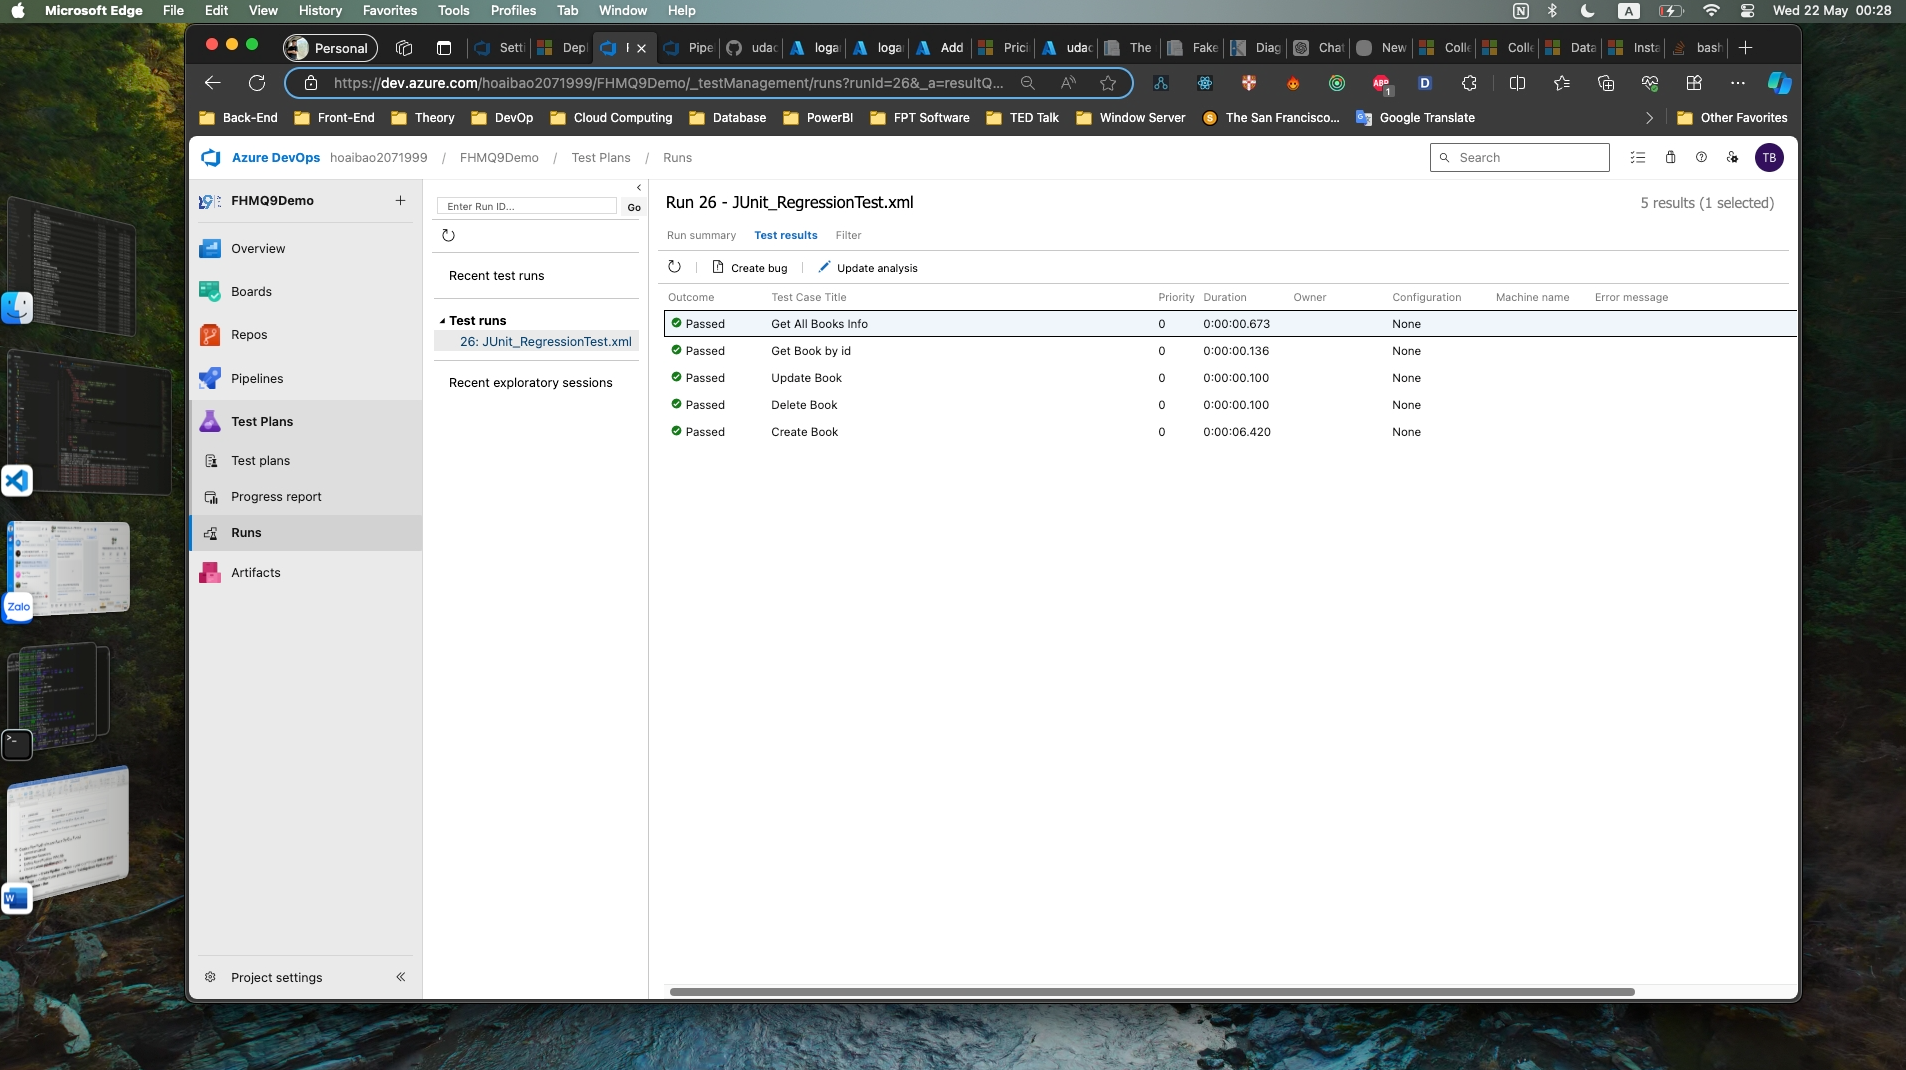 Microsoft Edge File Edit View History Favorites Tools Profiles Tab Window Help A Wed 22 May 00:28
Personal Setti Depl Pipe udac loga loga Add Prici udac The Fake Diag Chat New Colle Colle Data Insta bash
https://dev.azure.com/hoaibao2071999/FHMQ9Demo/_testManagement/runs?runId=26&_a=resultQ... ABP 1 D
Back-End Front-End Theory DevOp Cloud Computing Database PowerBI FPT Software TED Talk Window Server The San Francisco... Google Translate Other Favorites
Azure DevOps hoaibao2071999 / FHMQ9Demo / Test Plans / Runs Search TB
FHMQ9Demo
Overview
Boards
Repos
Pipelines
Test Plans
Test plans
Progress report
Runs
Artifacts
Project settings
Enter Run ID... Go
Recent test runs
Test runs
26: JUnit_RegressionTest.xml
Recent exploratory sessions
Run 26 - JUnit_RegressionTest.xml 5 results (1 selected)
Run summary Test results Filter
Create bug Update analysis
Outcome Test Case Title Priority Duration Owner Configuration Machine name Error message
Passed Get All Books Info 0 0:00:00.673 None
Passed Get Book by id 0 0:00:00.136 None
Passed Update Book 0 0:00:00.100 None
Passed Delete Book 0 0:00:00.100 None
Passed Create Book 0 0:00:06.420 None
Zalo